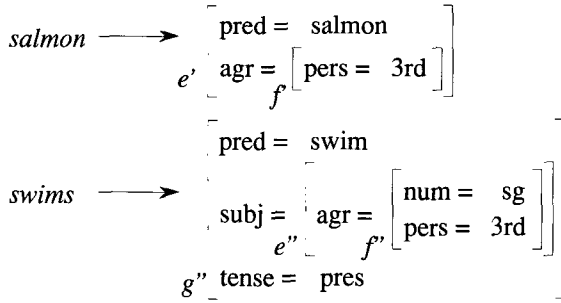 pred = salmon
salmon → e' agr = f' [pers = 3rd]
pred = swim
num = sg
swims → subj = e" [agr = f" pers = 3rd]
g" tense = pres